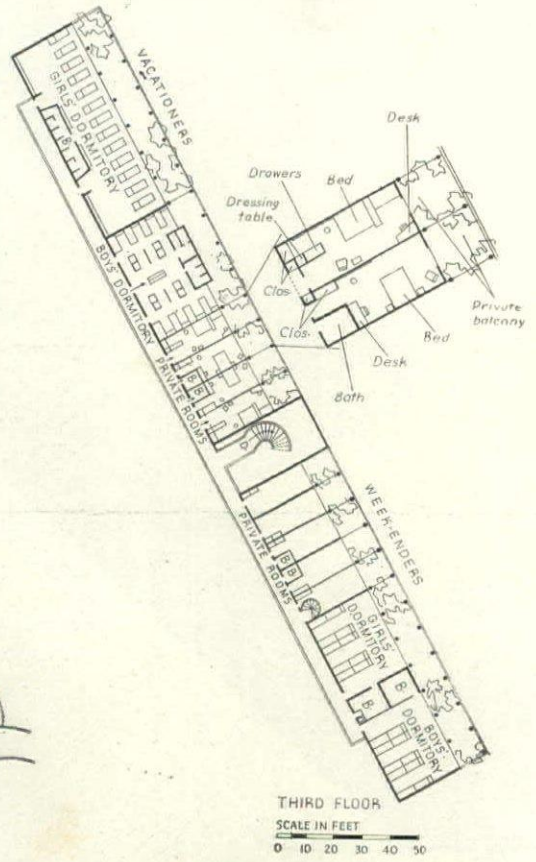 VACATIONERS
GIRLS' DORMITORY
B.
BOYS' DORMITORY
PRIVATE ROOMS
B B
PRIVATE ROOMS
B B
WEEK-ENDERS
GIRLS' DORMITORY
B.
B.
BOYS' DORMITORY
Desk
Drawers
Bed
Dressing table
Clos-
Clos-
Private balcony
Bed
Desk
Bath
THIRD FLOOR
SCALE IN FEET
0 10 20 30 40 50